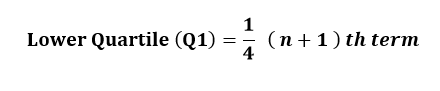 Lower Quartile (Q1) = 1/4 (n + 1) th term